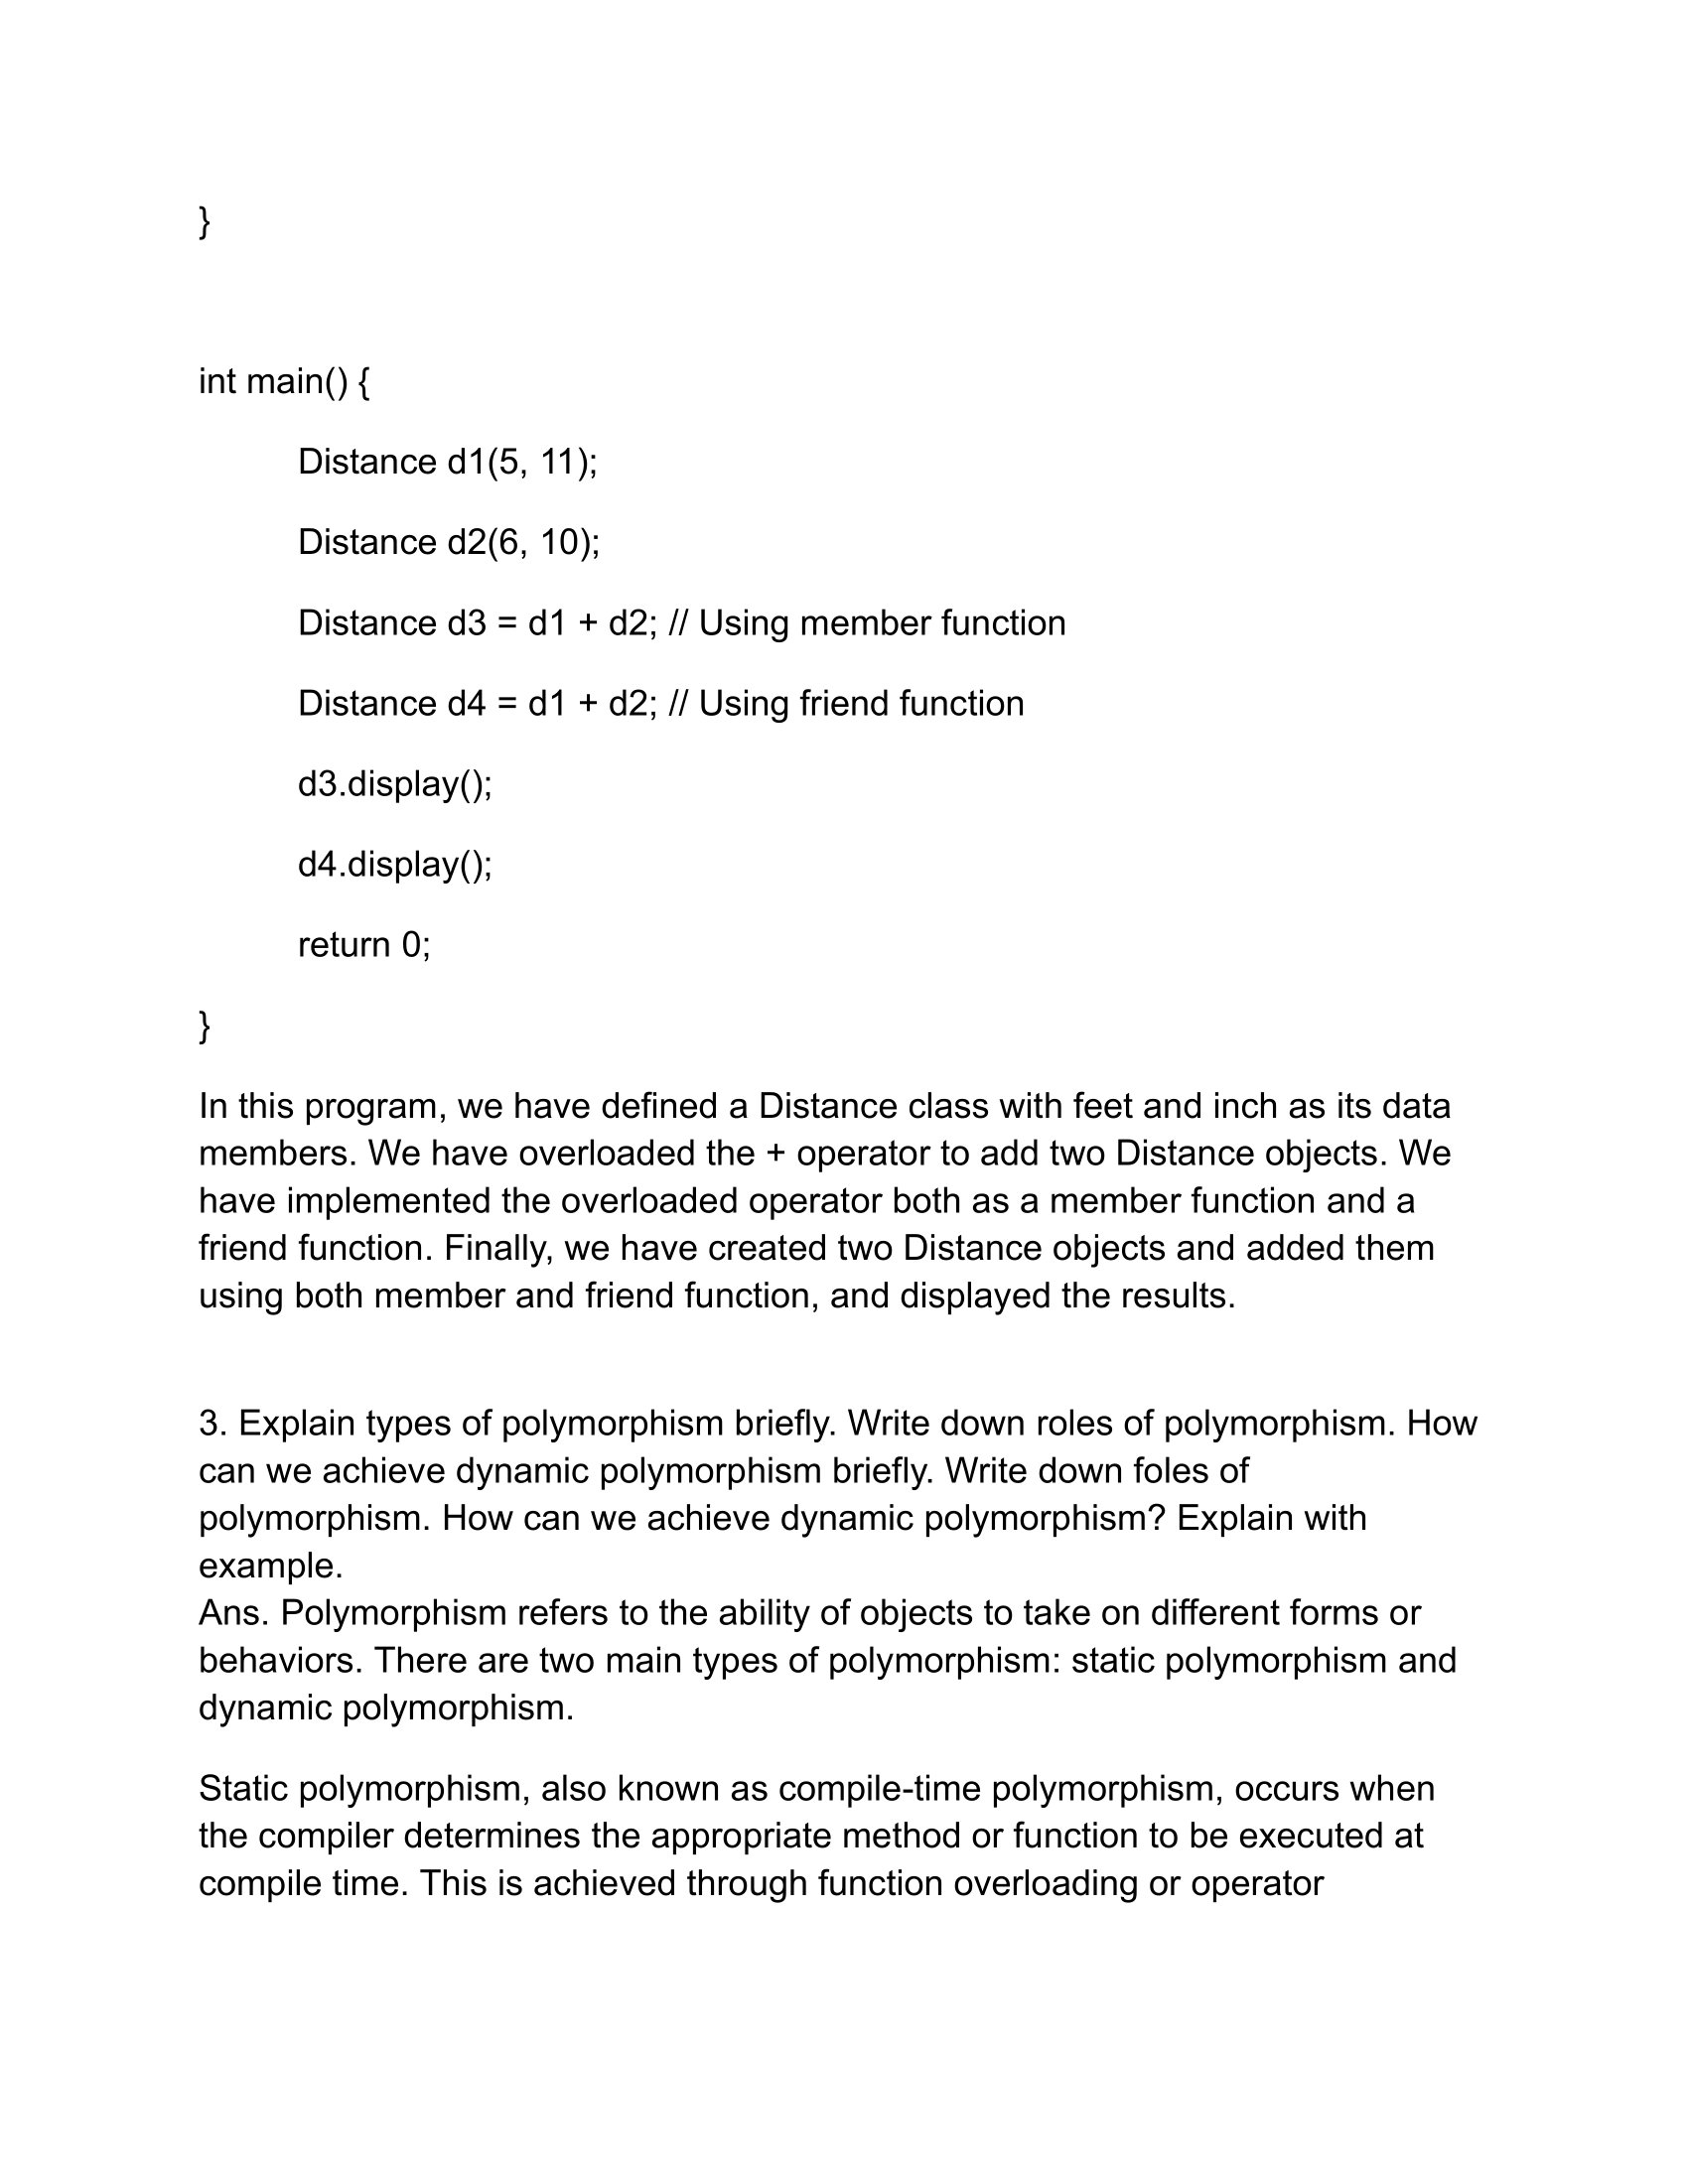 }
int main() {
Distance d1(5, 11);
Distance d2(6, 10);
Distance d3 = d1 + d2; // Using member function
Distance d4 = d1 + d2; // Using friend function
d3.display();
d4.display();
return 0;
}
In this program, we have defined a Distance class with feet and inch as its data
members. We have overloaded the + operator to add two Distance objects. We
have implemented the overloaded operator both as a member function and a
friend function. Finally, we have created two Distance objects and added them
using both member and friend function, and displayed the results.
3. Explain types of polymorphism briefly. Write down roles of polymorphism. How
can we achieve dynamic polymorphism briefly. Write down foles of
polymorphism. How can we achieve dynamic polymorphism? Explain with
example.
Ans. Polymorphism refers to the ability of objects to take on different forms or
behaviors. There are two main types of polymorphism: static polymorphism and
dynamic polymorphism.
Static polymorphism, also known as compile-time polymorphism, occurs when
the compiler determines the appropriate method or function to be executed at
compile time. This is achieved through function overloading or operator